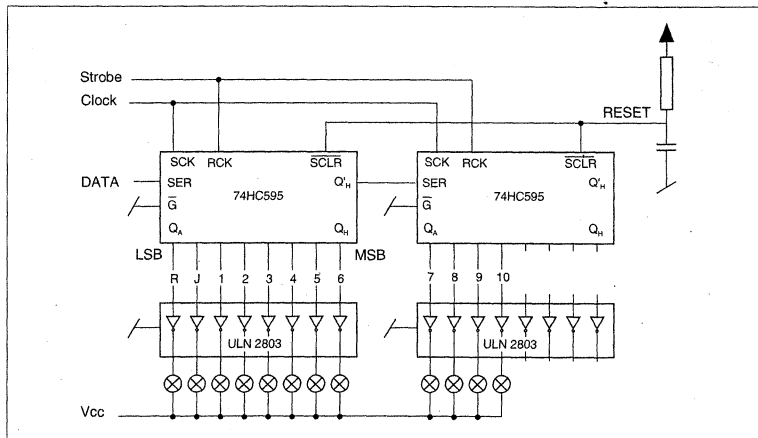 Strobe
Clock
RESET
SCK RCK SCLR SCK RCK SCLR
DATA SER Q'H SER Q'H
74HC595 74HC595
G G
QA QH QA QH
LSB MSB
R J 1 2 3 4 5 6 7 8 9 10
ULN 2803 ULN 2803
Vcc